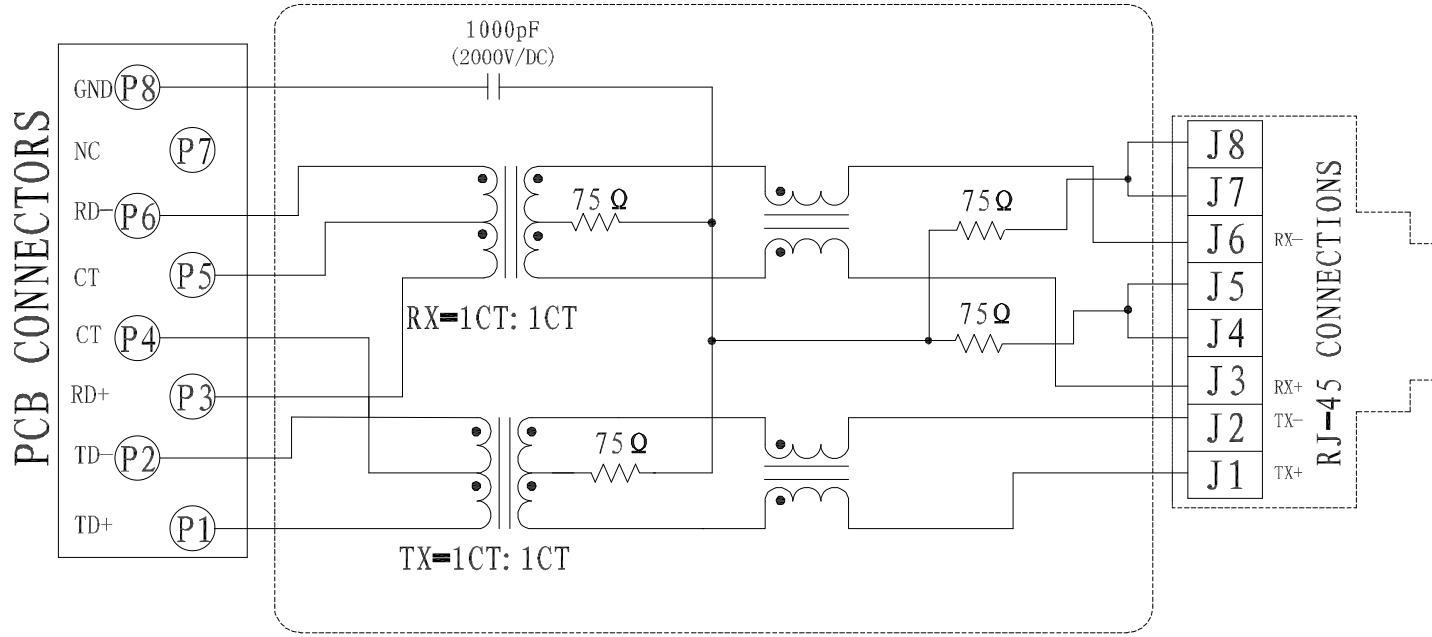 PCB CONNECTORS
GND P8
NC P7
RD- P6
CT P5
CT P4
RD+ P3
TD- P2
TD+ P1
1000pF
(2000V/DC)
75Ω
RX=1CT: 1CT
75Ω
TX=1CT: 1CT
75Ω
75Ω
J8
J7
J6 RX-
J5
J4
J3 RX+
J2 TX-
J1 TX+
RJ-45 CONNECTIONS